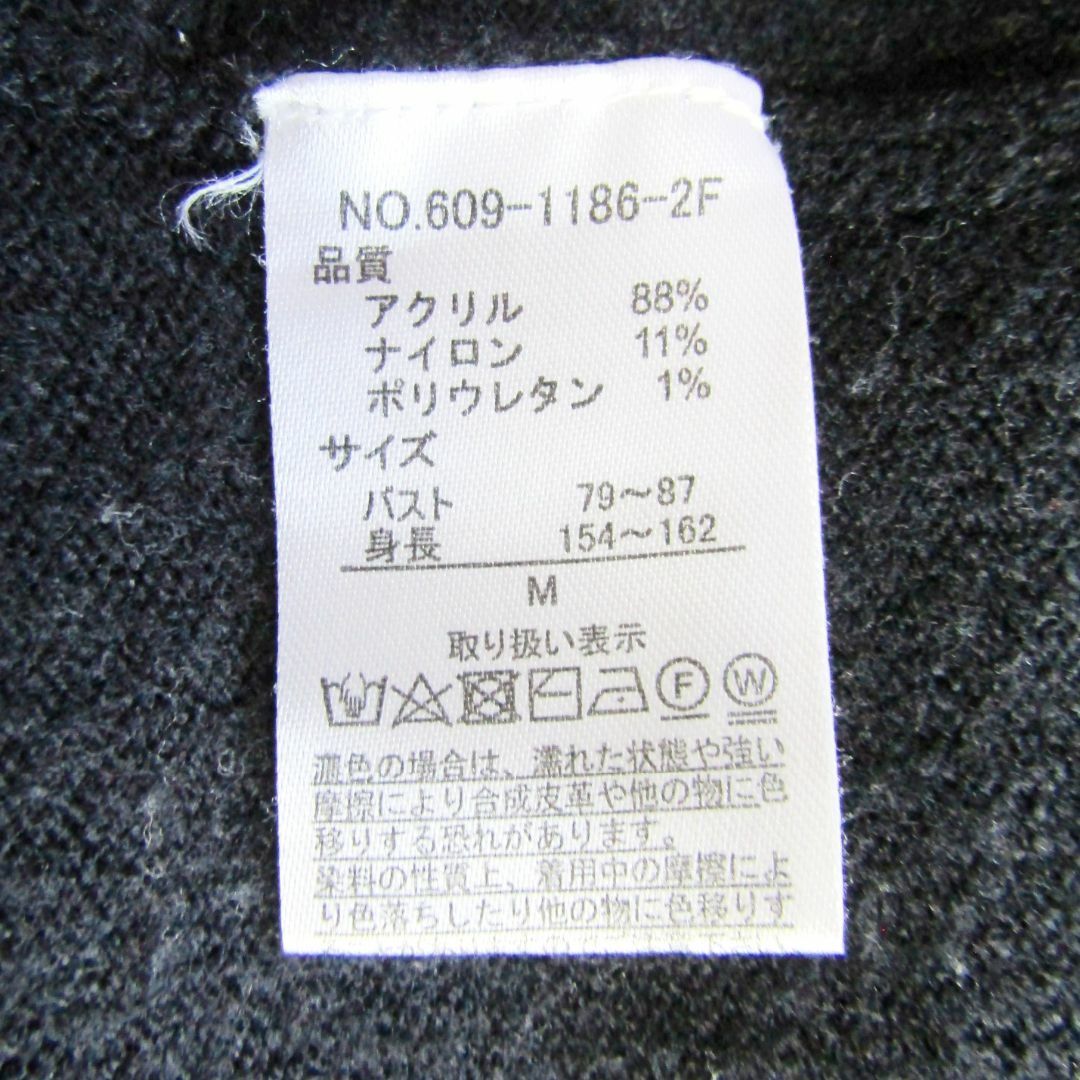 NO.609-1186-2F
品質
アクリル 88%
ナイロン 11%
ポリウレタン 1%
サイズ
バスト 79～87
身長 154～162
M
取り扱い表示
F W
濃色の場合は、濡れた状態や強い
摩擦により合成皮革や他の物に色
移りする恐れがあります。
染料の性質上、着用中の摩擦によ
り色落ちしたり他の物に色移りす